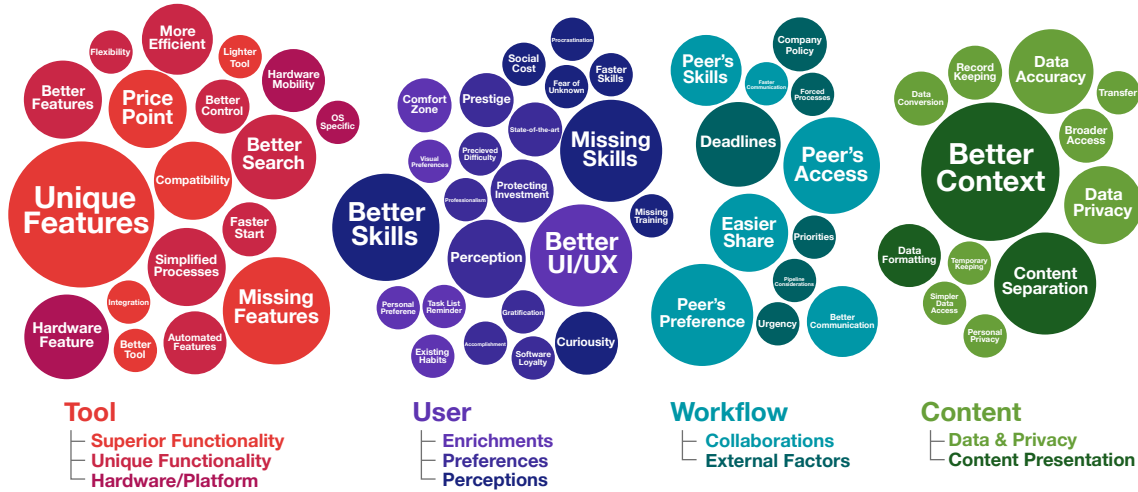 Flexibility
More
Efficient
Lighter
Tool
Better
Features
Price
Point
Better
Control
Hardware
Mobility
OS
Specific
Unique
Features
Compatibility
Better
Search
Faster
Start
Simplified
Processes
Hardware
Feature
Integration
Better
Tool
Automated
Features
Missing
Features
Procrastination
Social
Cost
Fear of
Unknown
Faster
Skills
Comfort
Zone
Prestige
State-of-the-art
Missing
Skills
Visual
Preferences
Precieved
Difficulty
Professionalism
Protecting
Investment
Missing
Training
Better
Skills
Perception
Better
UI/UX
Personal
Preferene
Task List
Reminder
Gratification
Existing
Habits
Accomplishment
Software
Loyalty
Curiousity
Peer's
Skills
Company
Policy
Faster
Communication
Forced
Processes
Deadlines
Peer's
Access
Easier
Share
Priorities
Pipeline
Considerations
Peer's
Preference
Urgency
Better
Communication
Record
Keeping
Data
Accuracy
Data
Conversion
Transfer
Broader
Access
Better
Context
Data
Privacy
Data
Formatting
Temporary
Keeping
Content
Separation
Simpler
Data
Access
Personal
Privacy
Tool
Superior Functionality
Unique Functionality
Hardware/Platform
User
Enrichments
Preferences
Perceptions
Workflow
Collaborations
External Factors
Content
Data & Privacy
Content Presentation